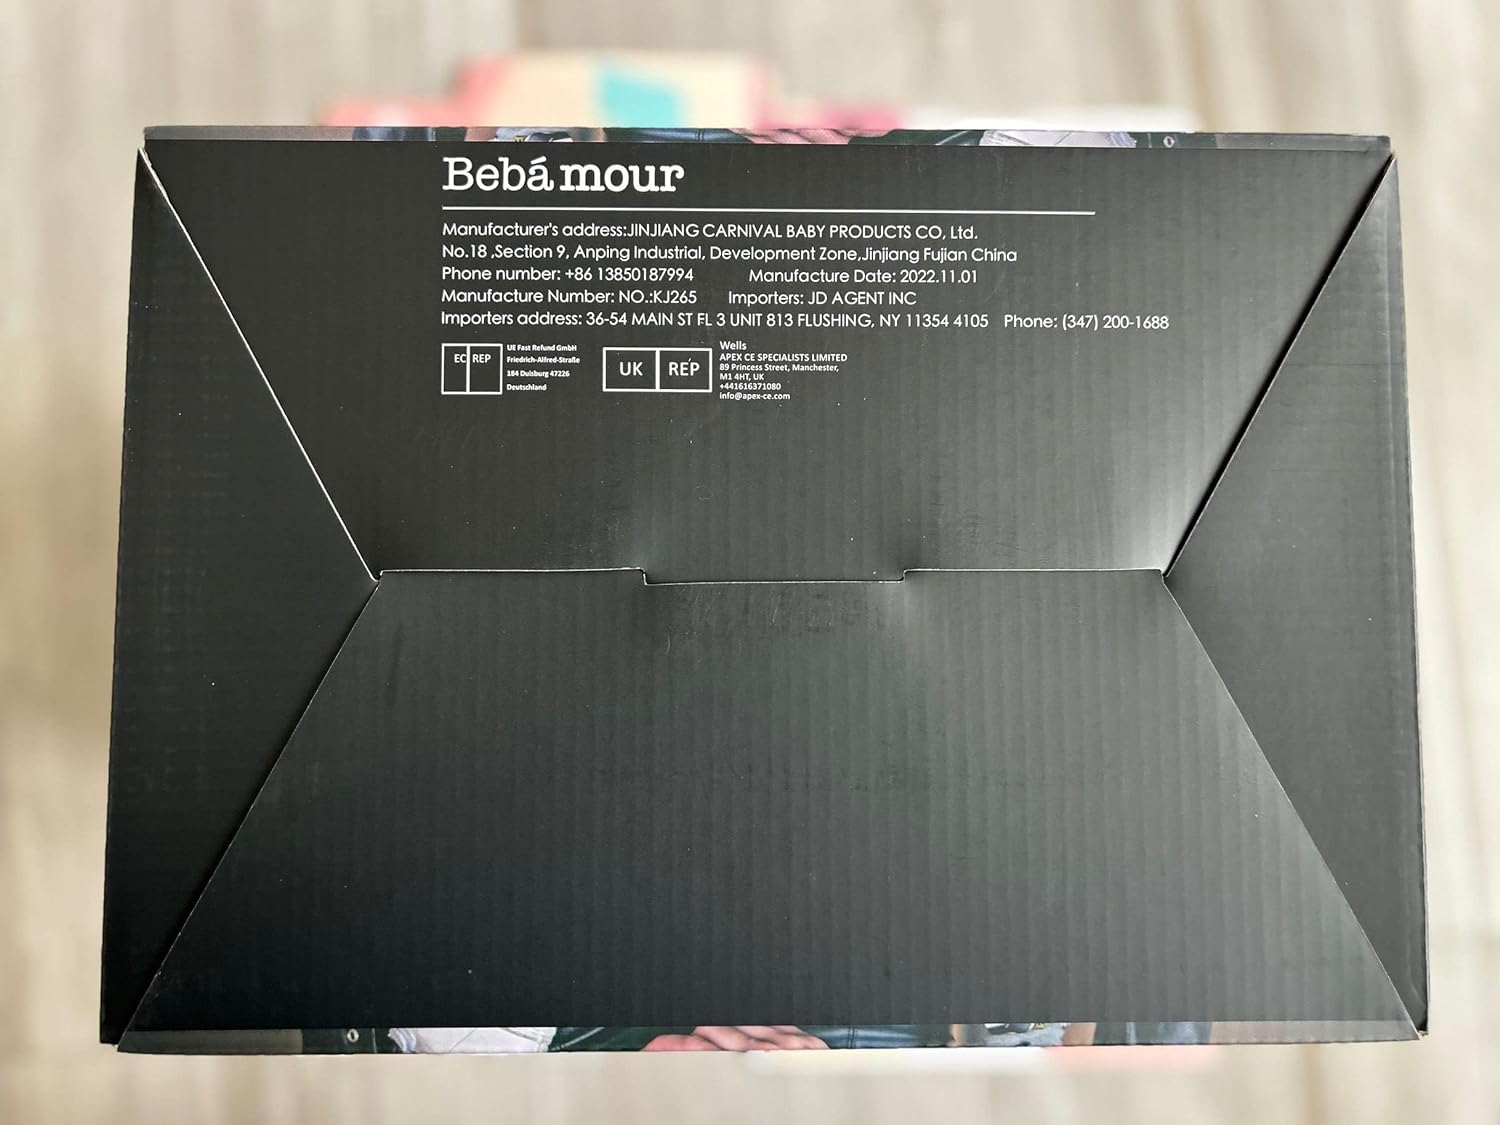 Bebámour
Manufacturer's address:JINJIANG CARNIVAL BABY PRODUCTS CO, Ltd.
No.18 ,Section 9, Anping Industrial, Development Zone,Jinjiang Fujian China
Phone number: +86 13850187994 Manufacture Date: 2022.11.01
Manufacture Number: NO.:KJ265 Importers: JD AGENT INC
Importers address: 36-54 MAIN ST FL 3 UNIT 813 FLUSHING, NY 11354 4105 Phone: (347) 200-1688
EC REP
UE Fast Refund GmbH
Friedrich-Alfred-Straße
184 Duisburg 47226
Deutschland
UK REP
Wells
APEX CE SPECIALISTS LIMITED
89 Princess Street, Manchester,
M1 4HT, UK
+441616371080
info@apex-ce.com